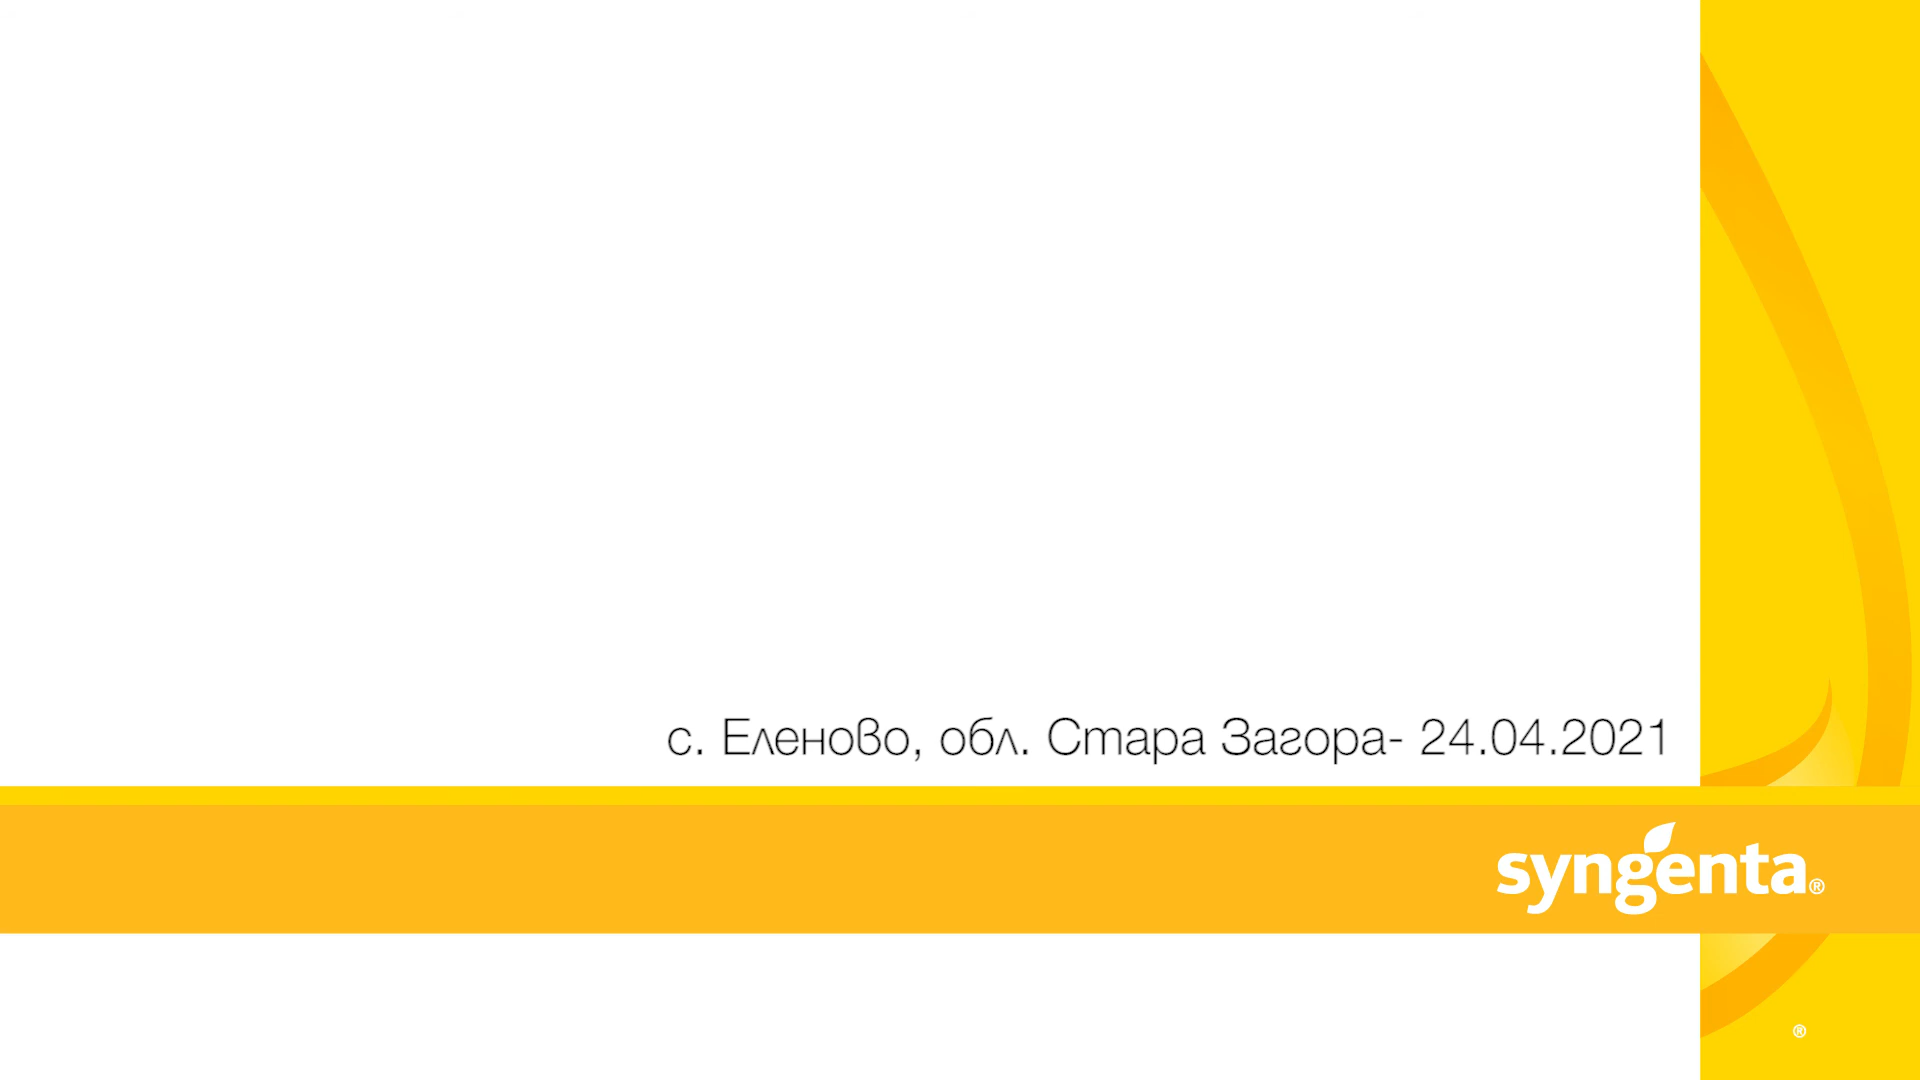 с. Еленово, обл. Стара Загора- 24.04.2021
syngenta®
®